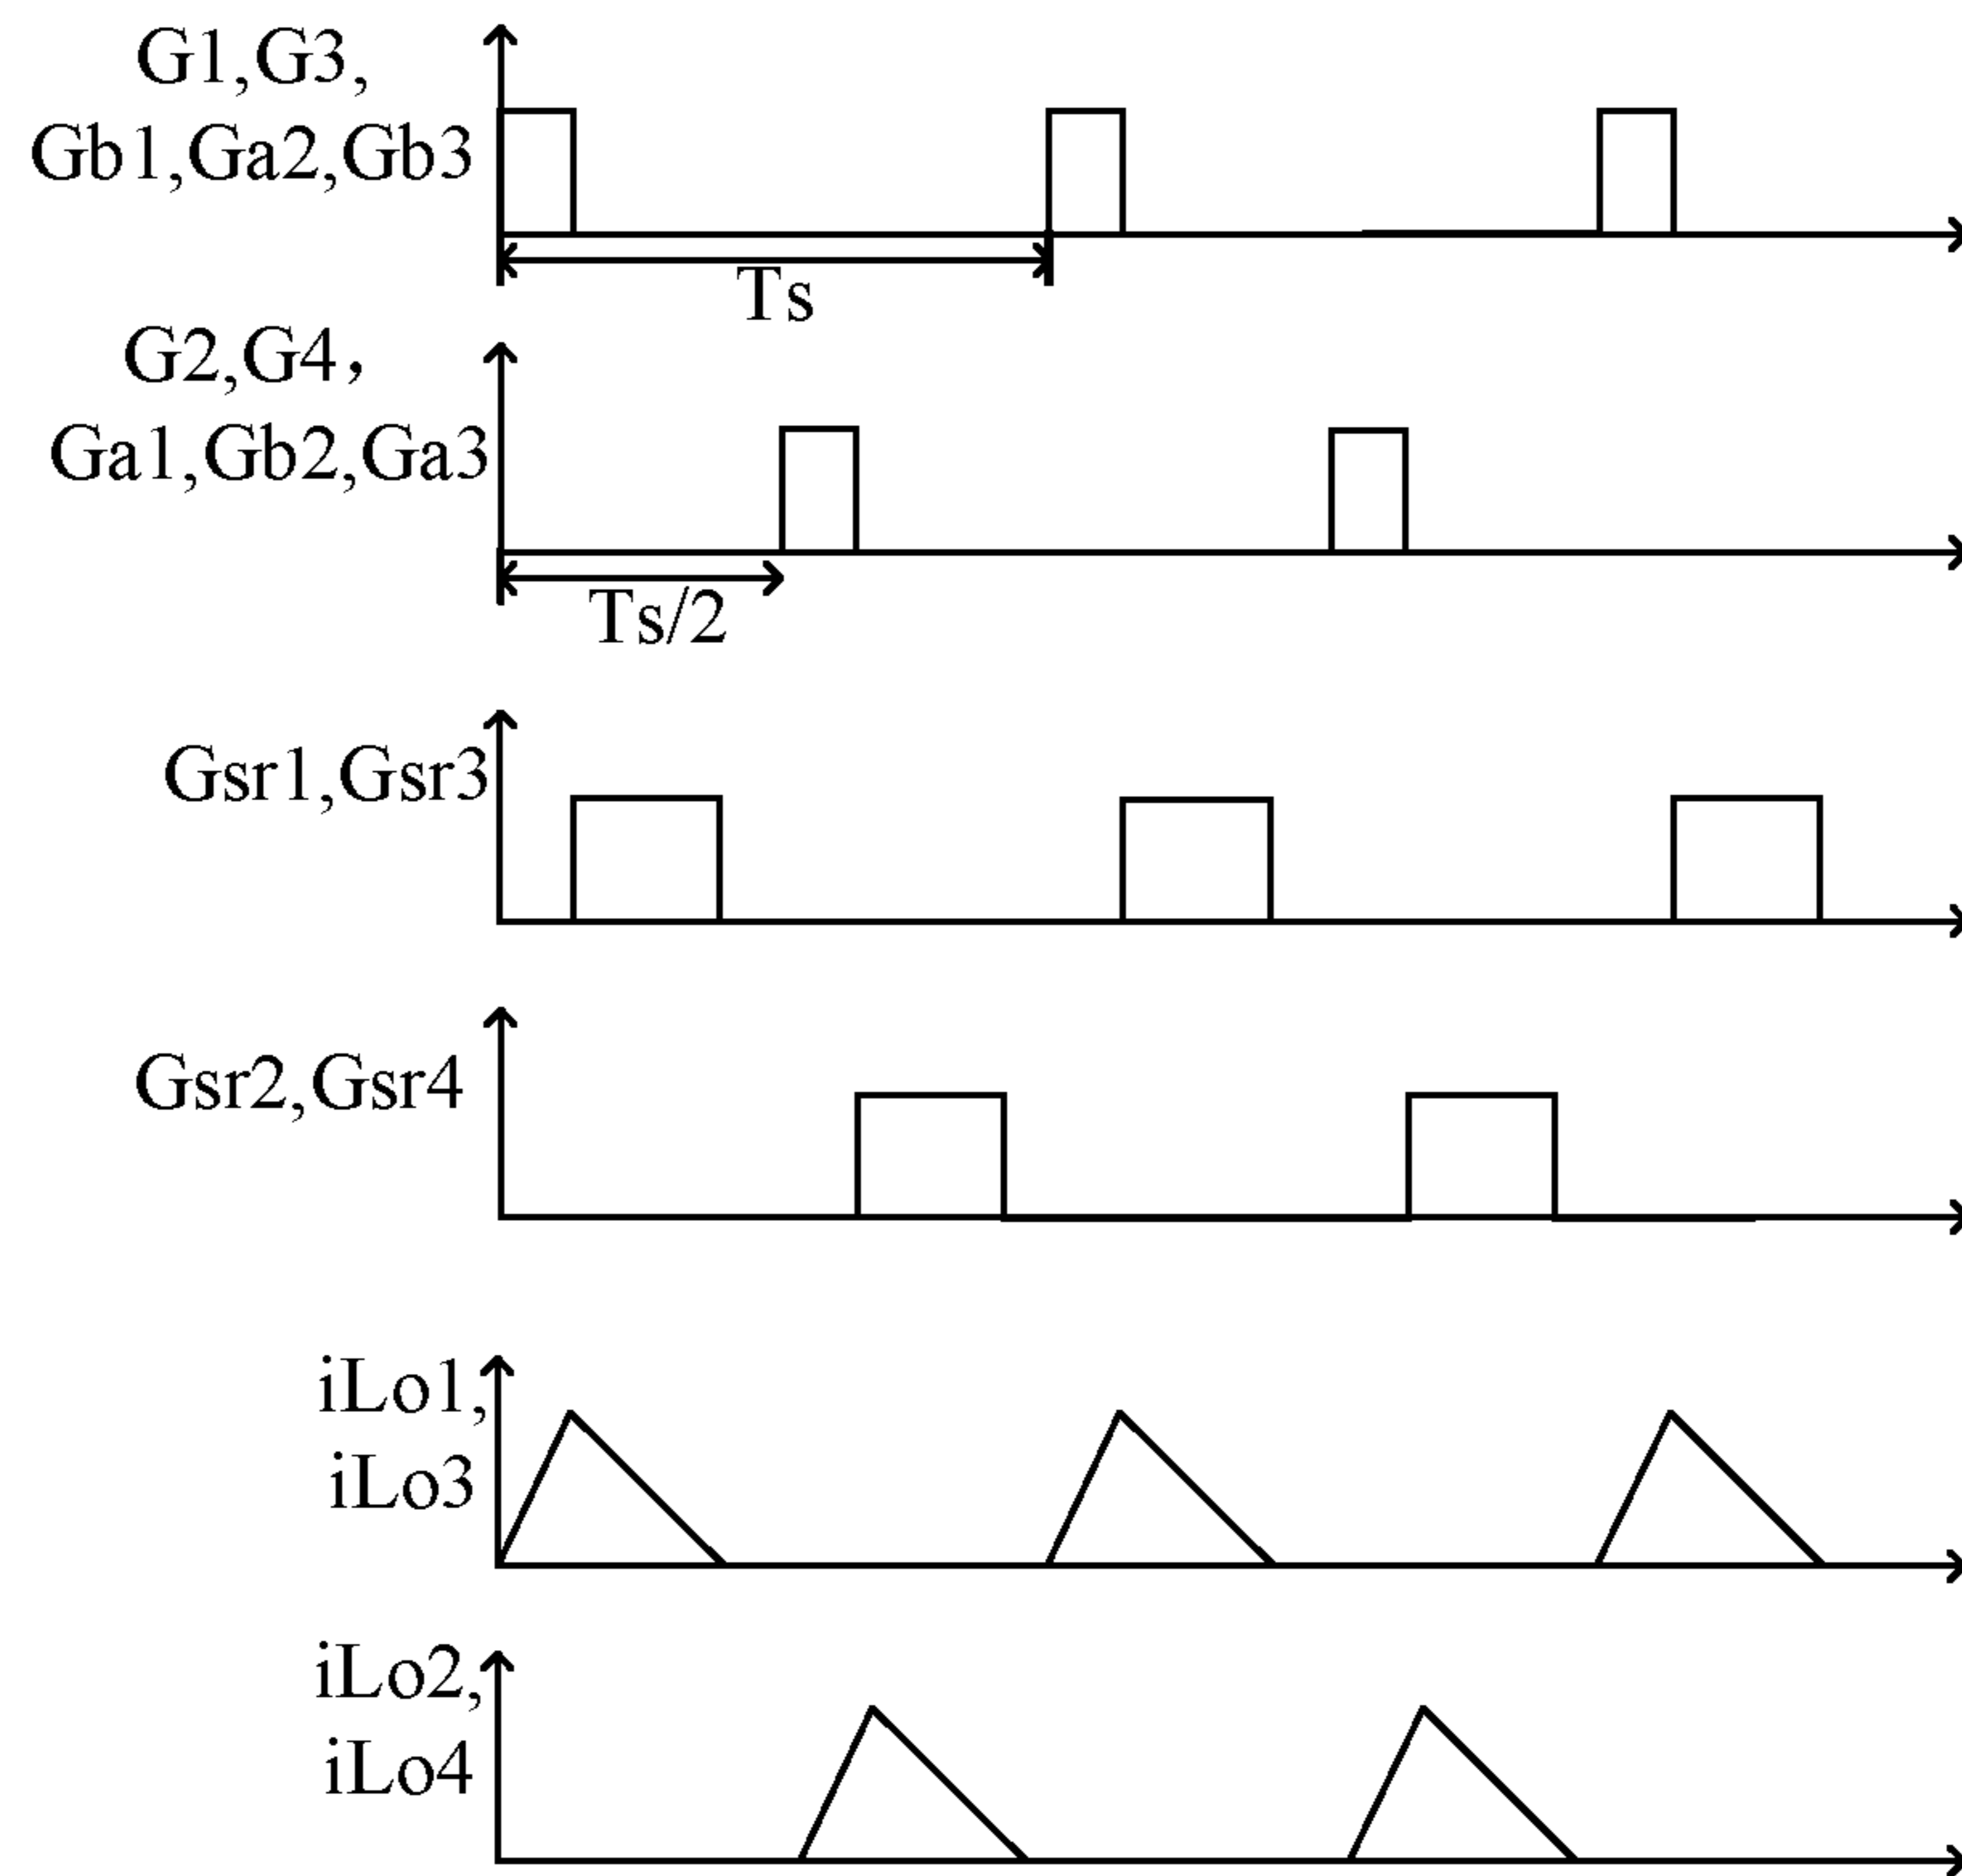 G1,G3,
Gb1,Ga2,Gb3
Ts
G2,G4，
Ga1,Gb2,Ga3
Ts/2
Gsr1,Gsr3
Gsr2,Gsr4
iLo1,
iLo3
iLo2,
iLo4